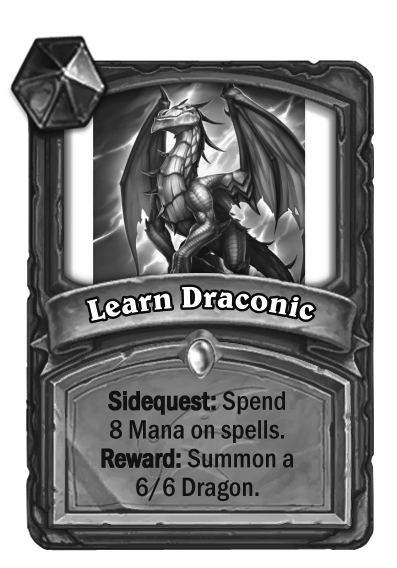 Learn Draconic
Sidequest: Spend
8 Mana on spells.
Reward: Summon a
6/6 Dragon.